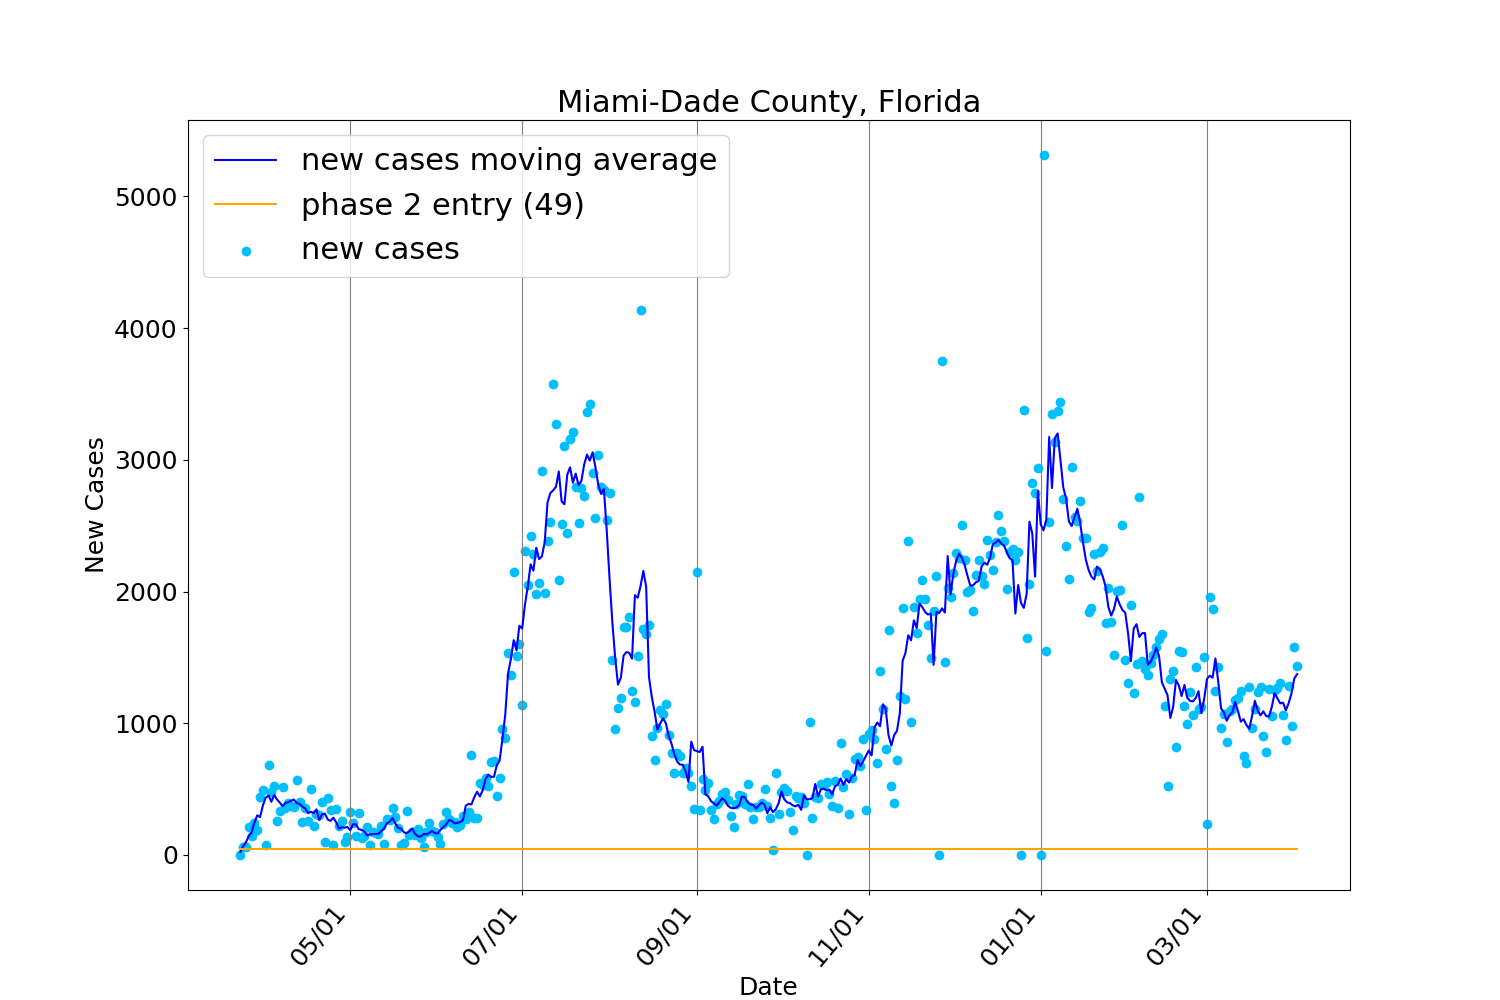 Miami-Dade County, Florida
new cases moving average
phase 2 entry (49)
new cases
5000
4000
3000
2000
1000
0
New Cases
05/01
07/01
09/01
11/01
01/01
03/01
Date